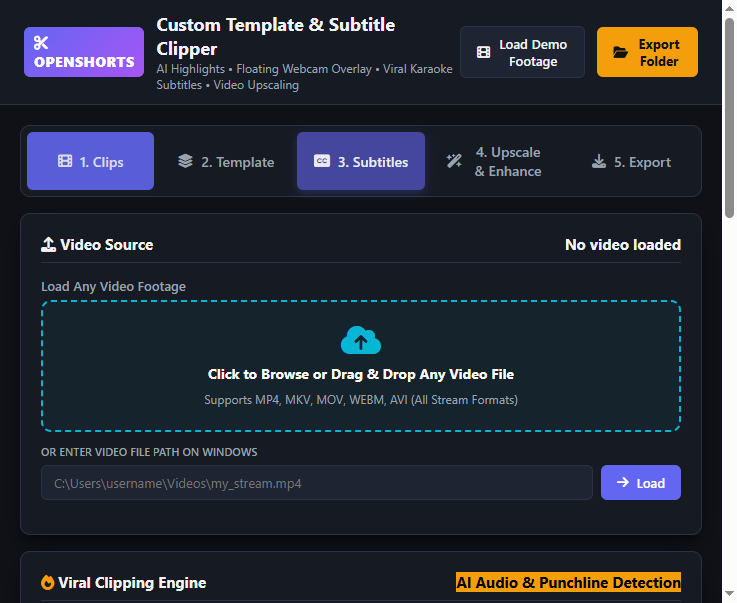 OPENSHORTS
Custom Template & Subtitle
Clipper
AI Highlights • Floating Webcam Overlay • Viral Karaoke
Subtitles • Video Upscaling
Load Demo
Footage
Export
Folder
1. Clips
2. Template
CC
3. Subtitles
4. Upscale
& Enhance
5. Export
Video Source
No video loaded
Load Any Video Footage
Click to Browse or Drag & Drop Any Video File
Supports MP4, MKV, MOV, WEBM, AVI (All Stream Formats)
OR ENTER VIDEO FILE PATH ON WINDOWS
C:\Users\username\Videos\my_stream.mp4
Load
Viral Clipping Engine
AI Audio & Punchline Detection